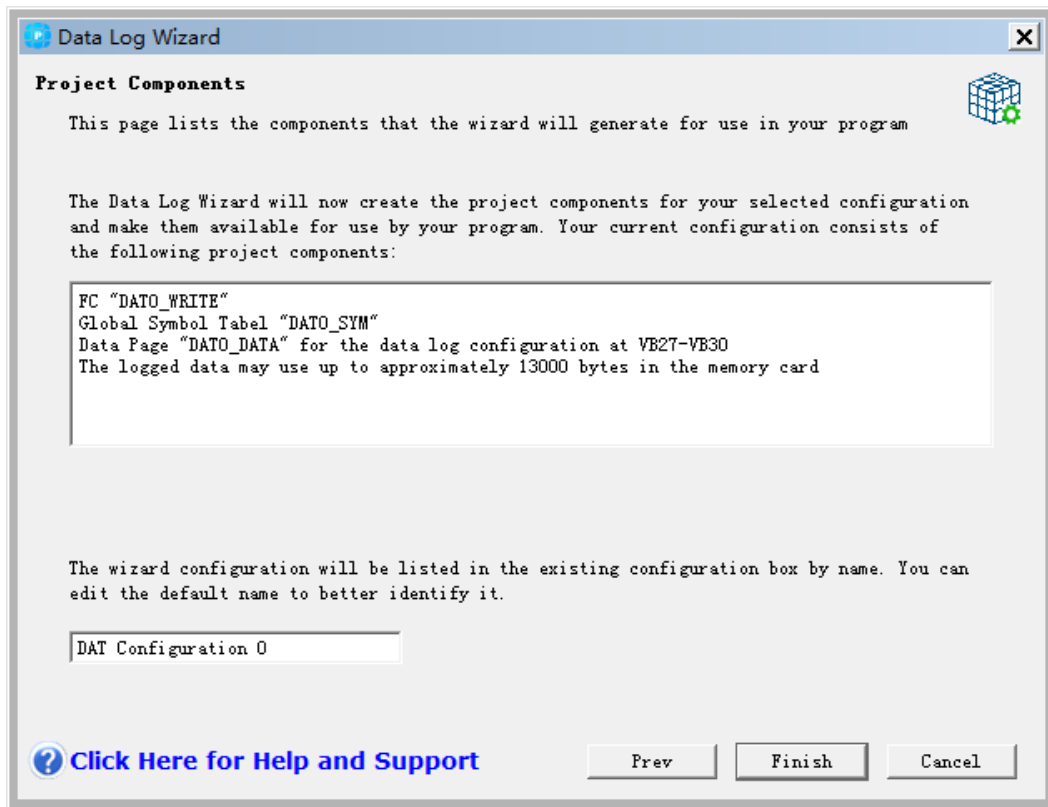 Data Log Wizard
Project Components
This page lists the components that the wizard will generate for use in your program
The Data Log Wizard will now create the project components for your selected configuration
and make them available for use by your program. Your current configuration consists of
the following project components:
FC "DAT0_WRITE"
Global Symbol Tabel "DAT0_SYM"
Data Page "DAT0_DATA" for the data log configuration at VB27-VB30
The logged data may use up to approximately 13000 bytes in the memory card
The wizard configuration will be listed in the existing configuration box by name. You can
edit the default name to better identify it.
DAT Configuration 0
Click Here for Help and Support
Prev
Finish
Cancel